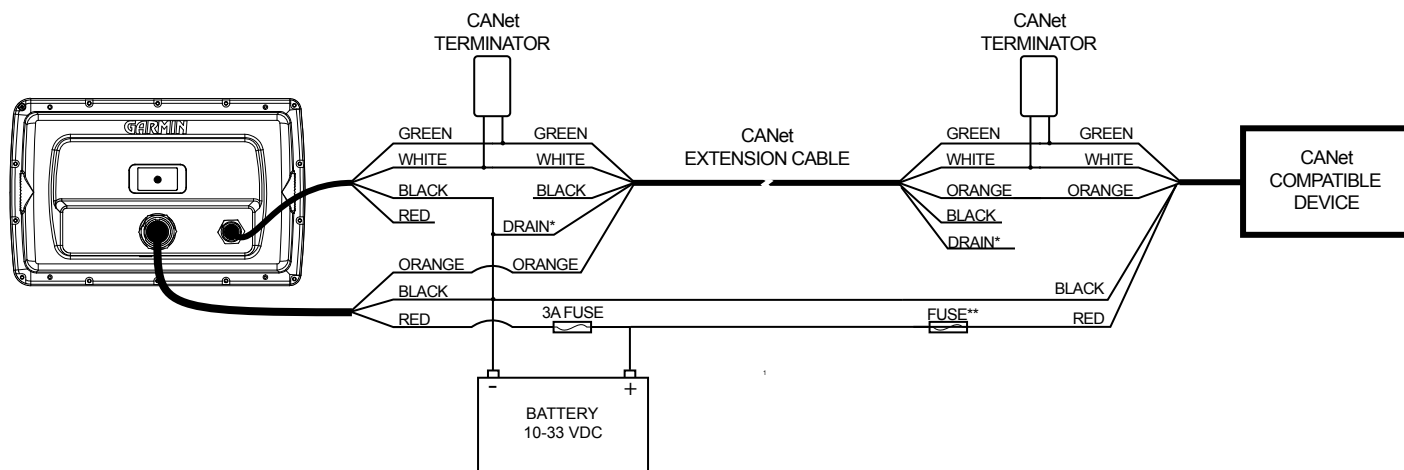 CANet
TERMINATOR
CANet
TERMINATOR
GARMIN
GREEN
GREEN
CANet
EXTENSION CABLE
GREEN
GREEN
WHITE
WHITE
WHITE
WHITE
BLACK
BLACK
ORANGE
ORANGE
RED
BLACK
DRAIN*
DRAIN*
CANet
COMPATIBLE
DEVICE
ORANGE
ORANGE
BLACK
BLACK
RED
3A FUSE
FUSE**
RED
- +
BATTERY
10-33 VDC
1